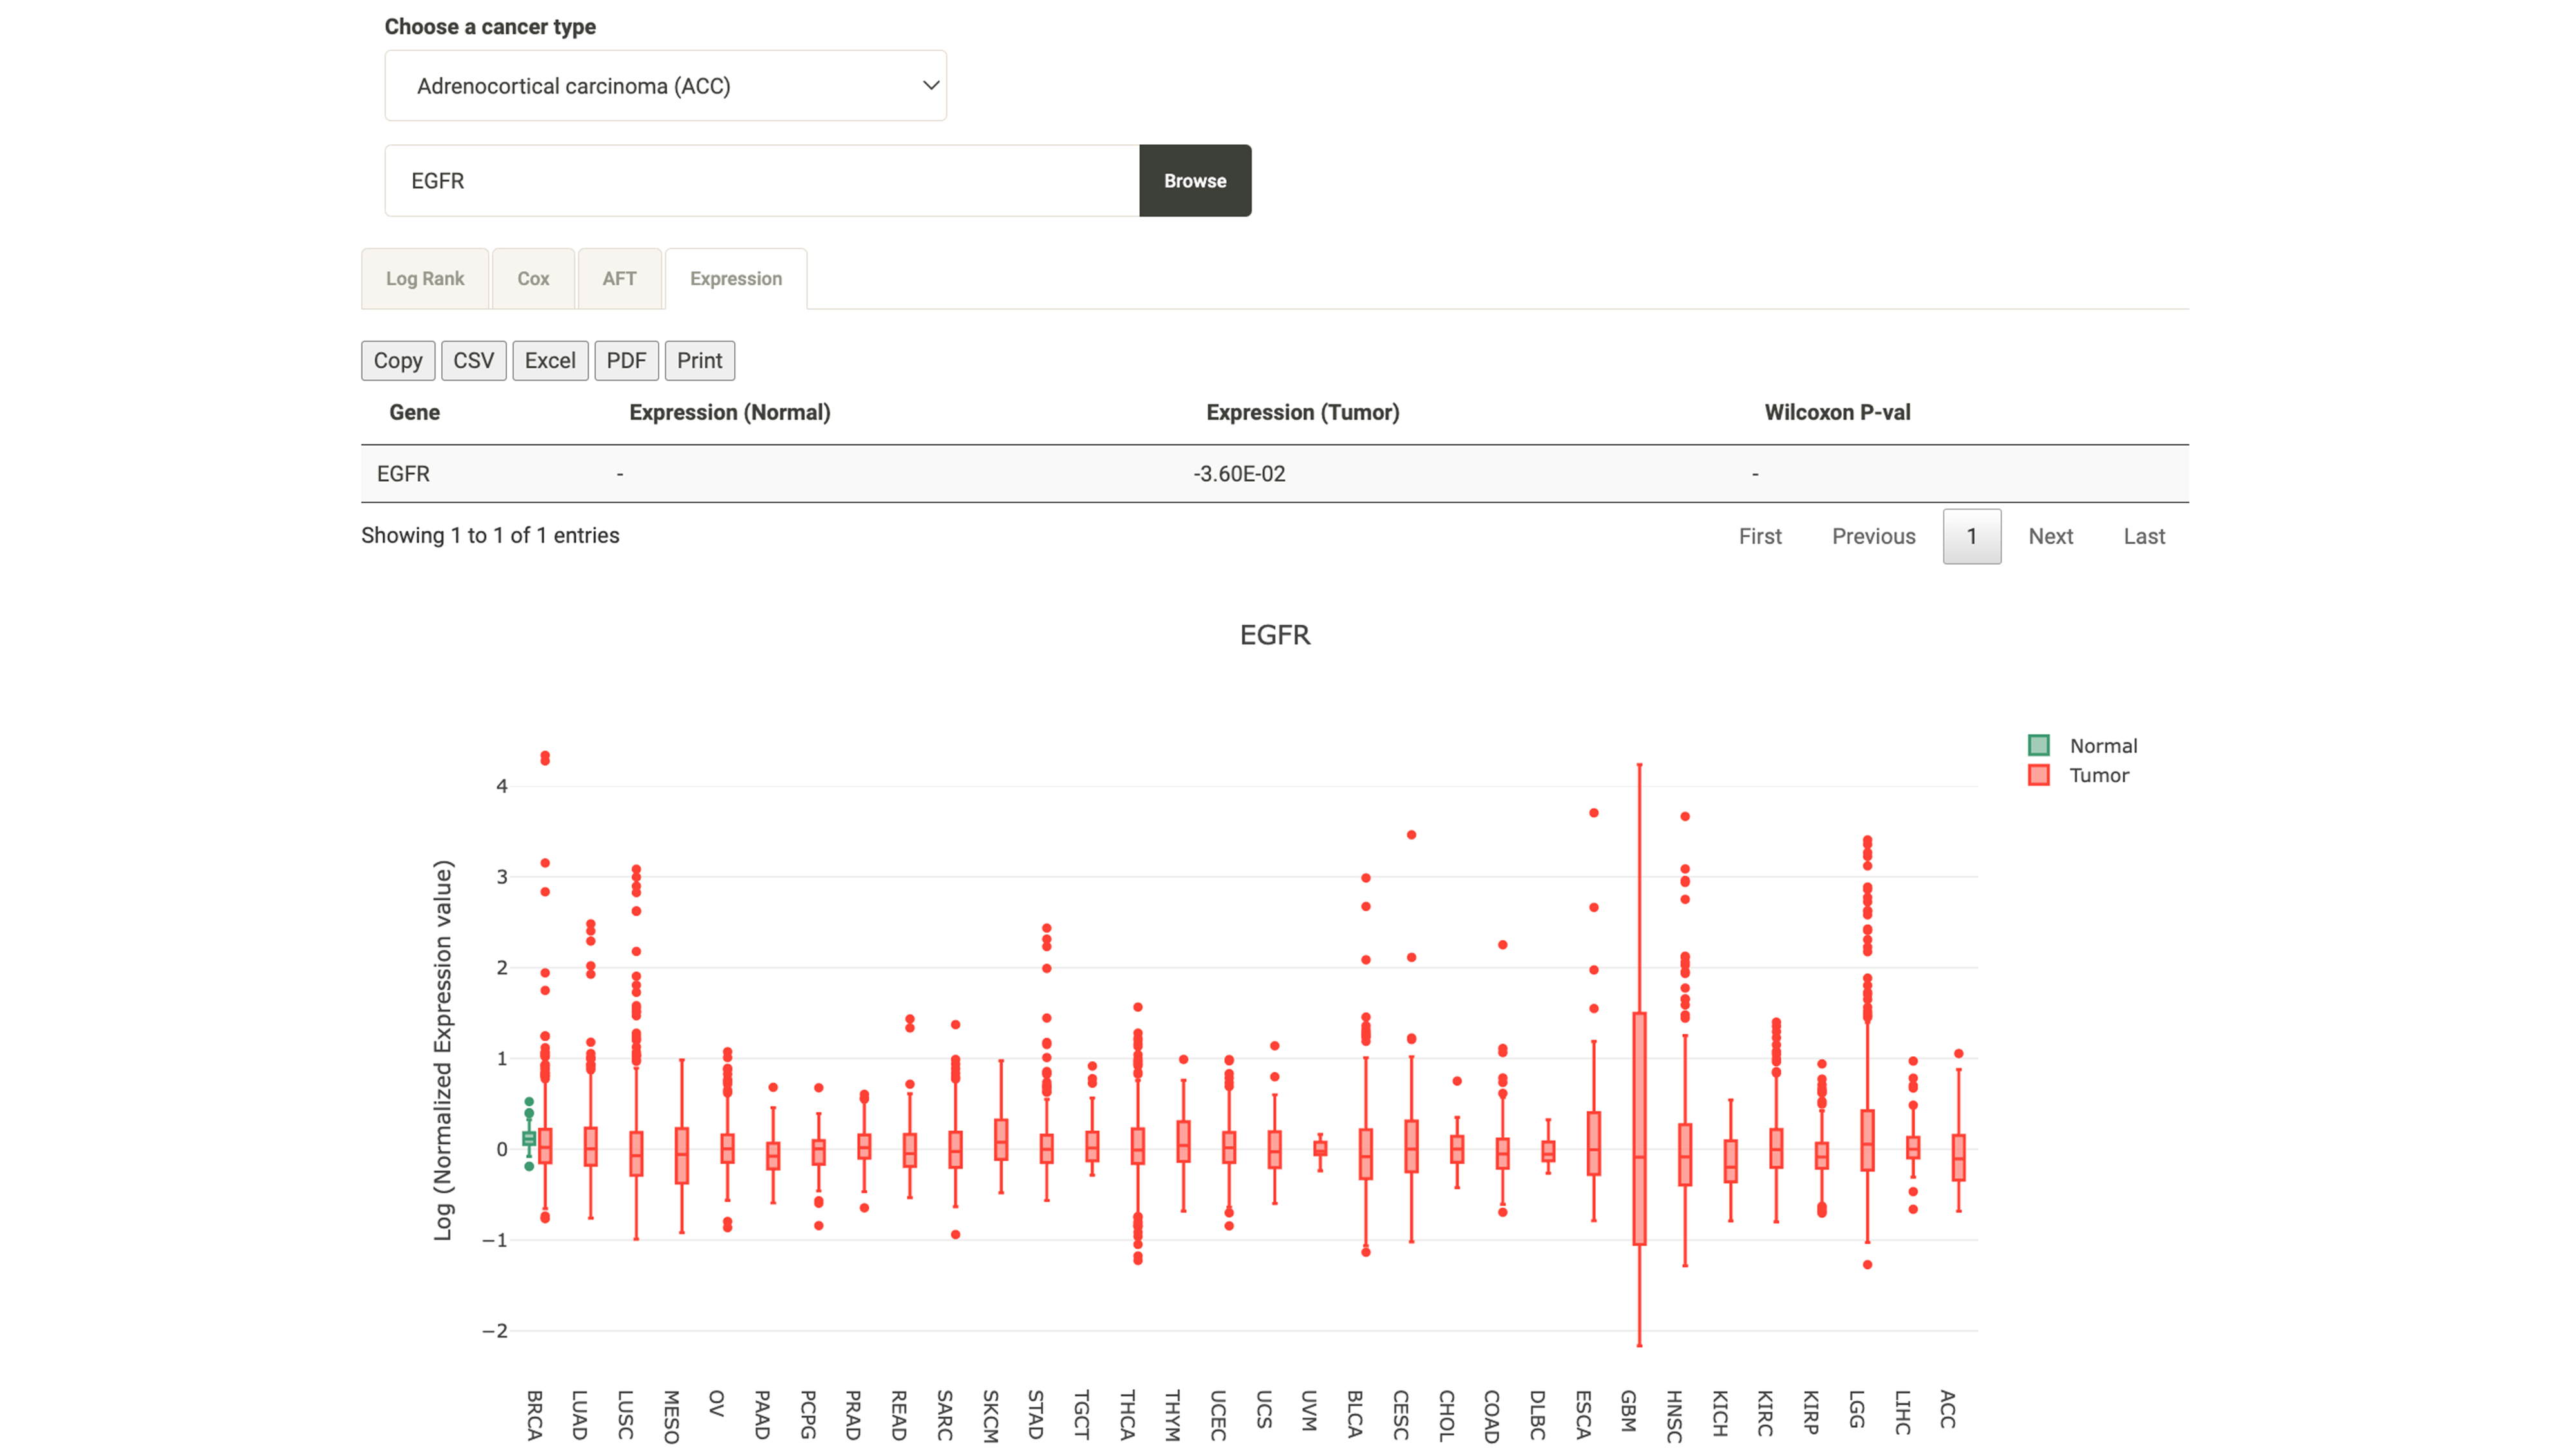 Choose a cancer type
Adrenocortical carcinoma (ACC)
EGFR Browse
Log Rank Cox AFT Expression
Copy CSV Excel PDF Print
Gene Expression (Normal) Expression (Tumor) Wilcoxon P-val
EGFR - -3.60E-02 -
Showing 1 to 1 of 1 entries First Previous 1 Next Last
EGFR
Normal
Tumor
Log (Normalized Expression value)
4
3
2
1
0
−1
−2
BRCA LUAD LUSC MESO OV PAAD PCPG PRAD READ SARC SKCM STAD TGCT THCA THYM UCEC UCS UVM BLCA CESC CHOL COAD DLBC ESCA GBM HNSC KICH KIRC KIRP LGG LIHC ACC